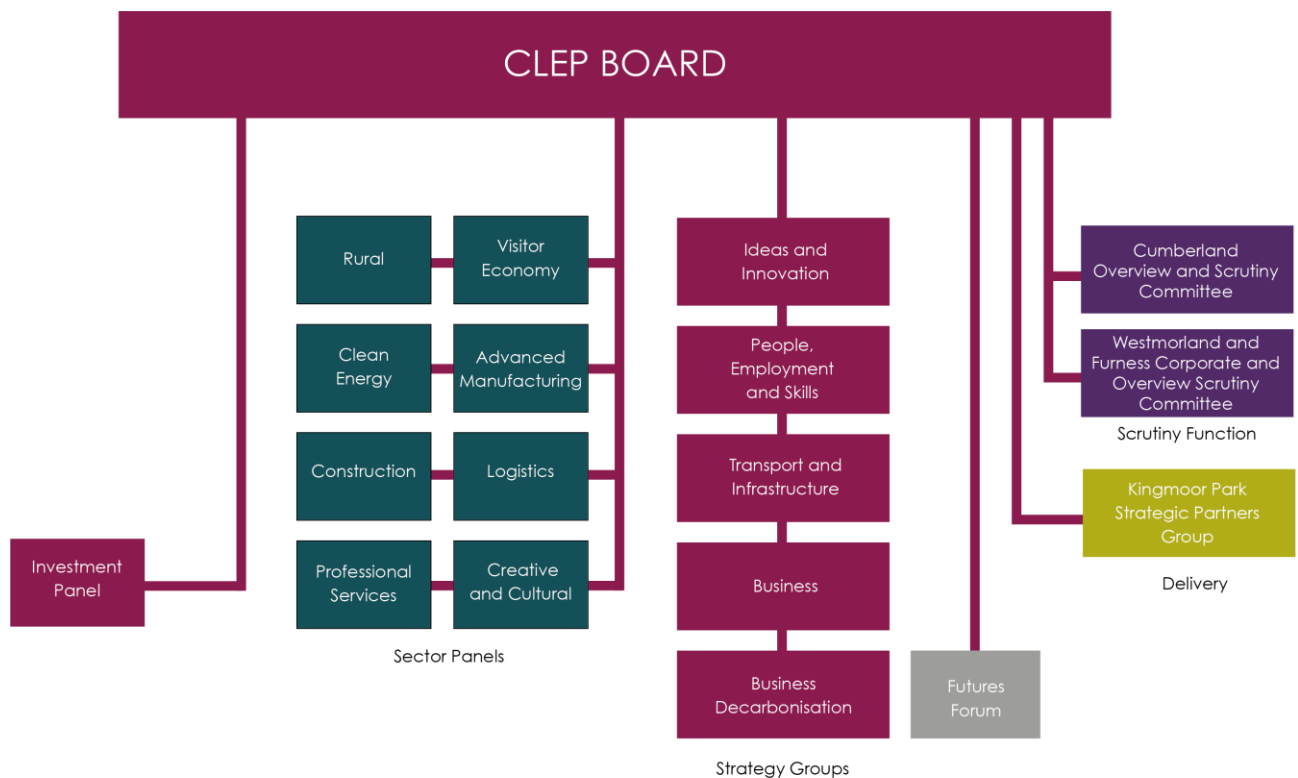 CLEP BOARD
Rural
Visitor
Economy
Clean
Energy
Advanced
Manufacturing
Construction
Logistics
Professional
Services
Creative
and Cultural
Sector Panels
Investment
Panel
Ideas and
Innovation
People,
Employment
and Skills
Transport and
Infrastructure
Business
Business
Decarbonisation
Strategy Groups
Futures
Forum
Cumberland
Overview and Scrutiny
Committee
Westmorland and
Furness Corporate and
Overview Scrutiny
Committee
Scrutiny Function
Kingmoor Park
Strategic Partners
Group
Delivery